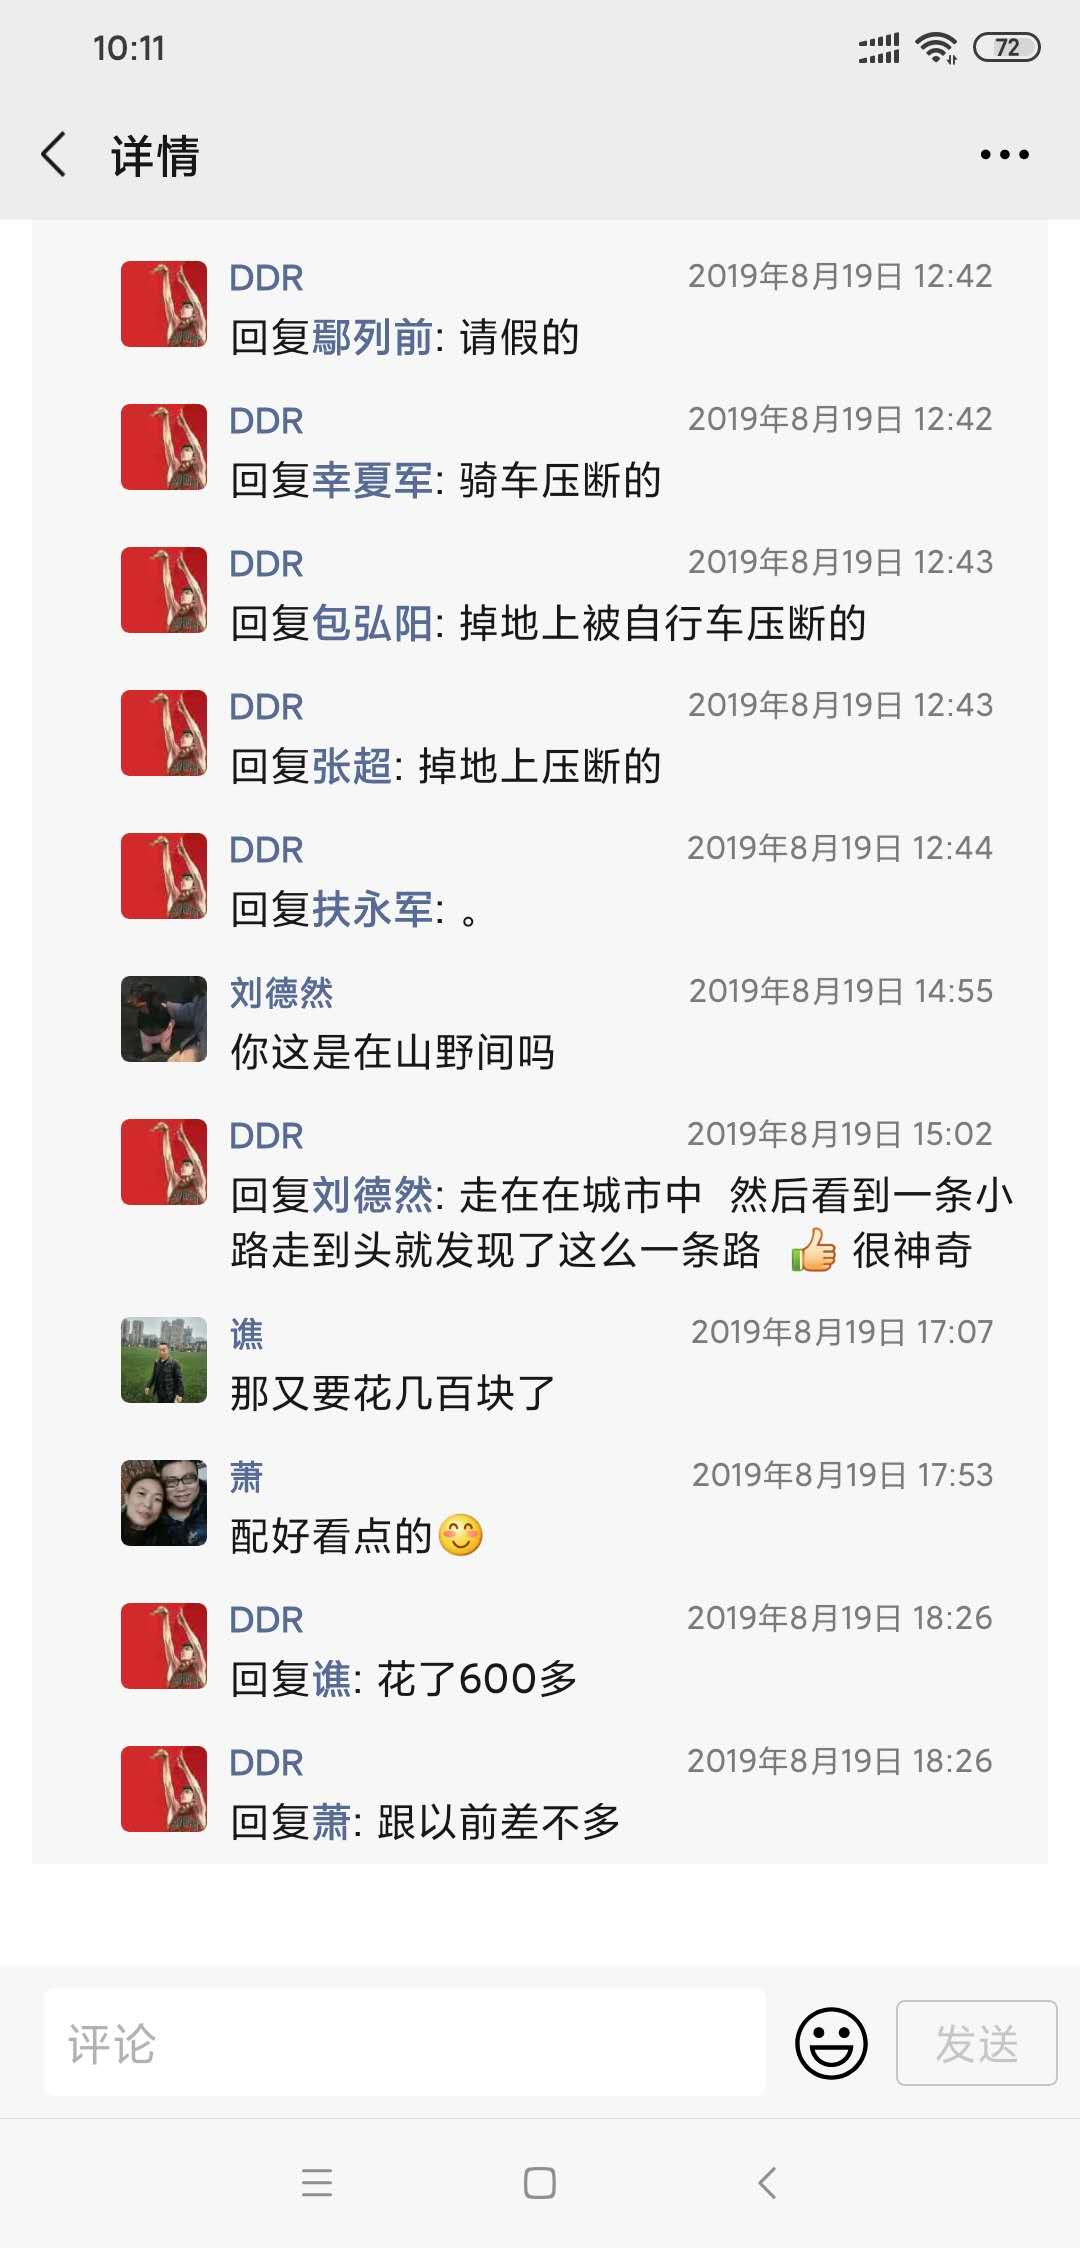 10:11
72
详情
DDR 2019年8月19日 12:42
回复鄢列前: 请假的
DDR 2019年8月19日 12:42
回复幸夏军: 骑车压断的
DDR 2019年8月19日 12:43
回复包弘阳: 掉地上被自行车压断的
DDR 2019年8月19日 12:43
回复张超: 掉地上压断的
DDR 2019年8月19日 12:44
回复扶永军: 。
刘德然 2019年8月19日 14:55
你这是在山野间吗
DDR 2019年8月19日 15:02
回复刘德然: 走在在城市中 然后看到一条小
路走到头就发现了这么一条路 👍 很神奇
谯 2019年8月19日 17:07
那又要花几百块了
萧 2019年8月19日 17:53
配好看点的😊
DDR 2019年8月19日 18:26
回复谯: 花了600多
DDR 2019年8月19日 18:26
回复萧: 跟以前差不多
评论
发送